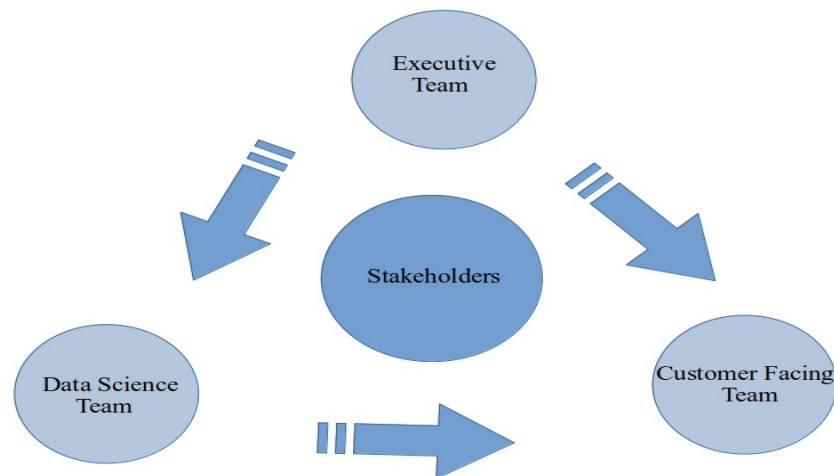 Executive
Team
Stakeholders
Data Science
Team
Customer Facing
Team